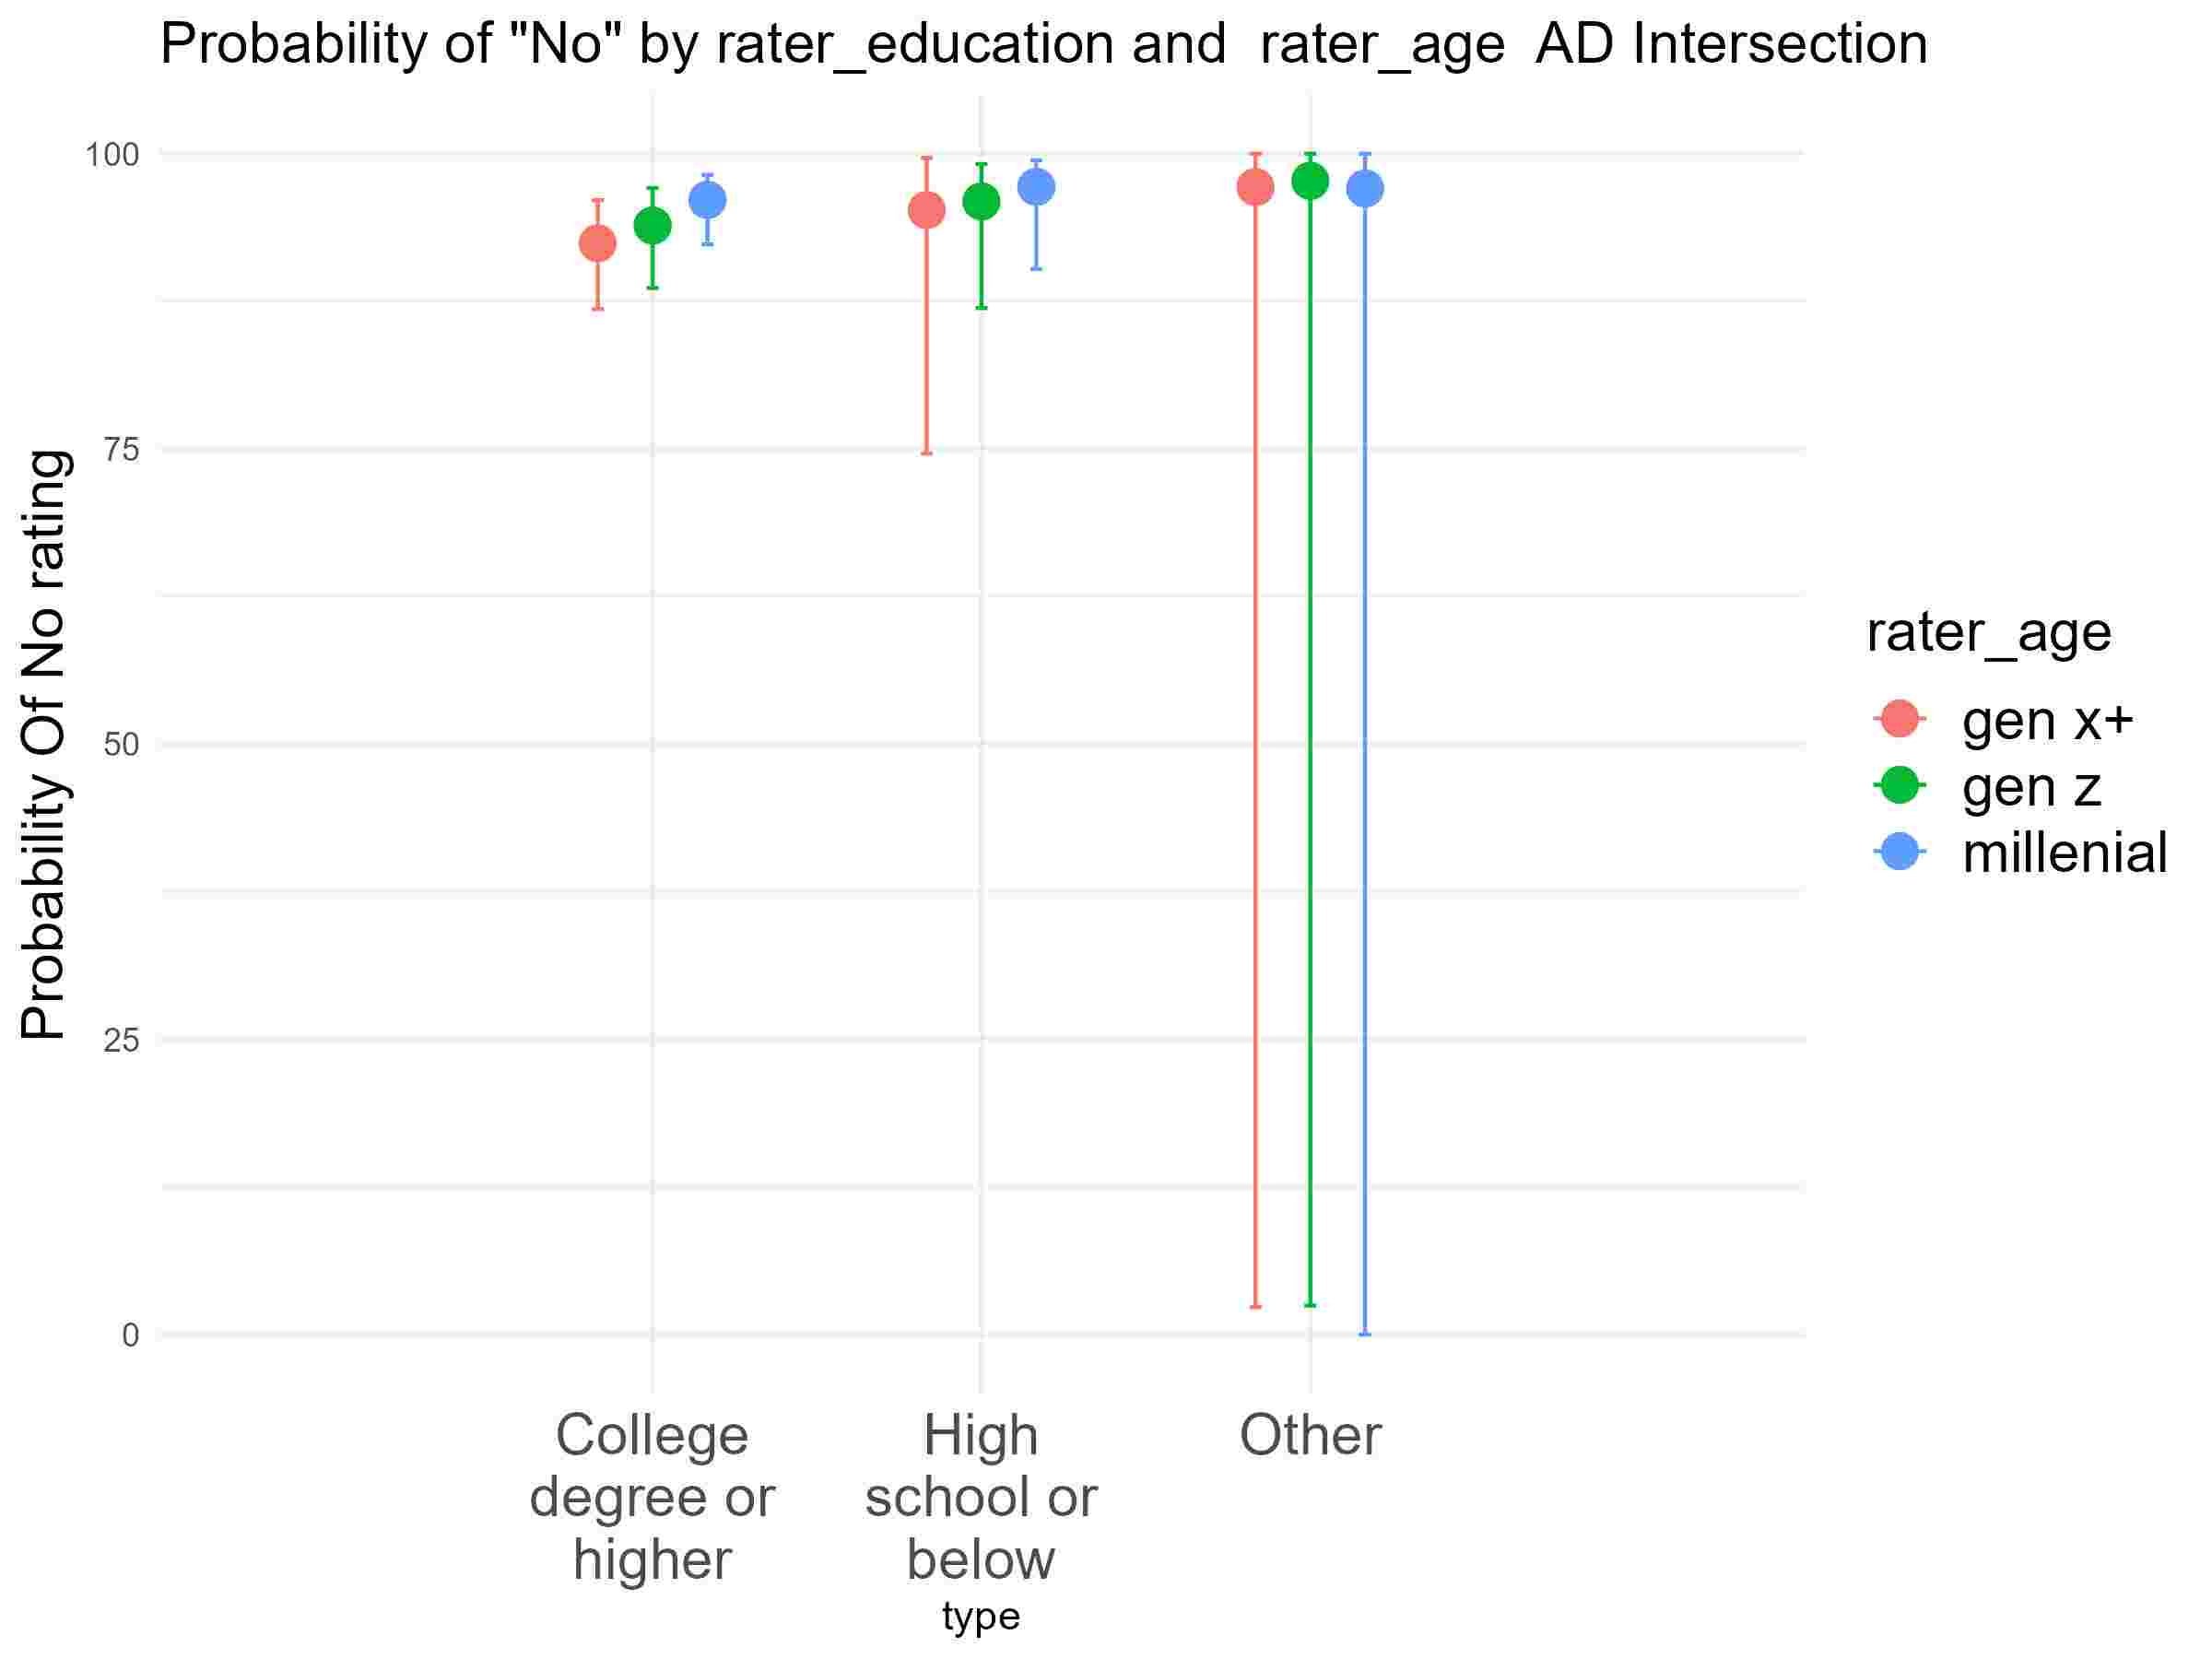 Probability of "No" by rater_education and  rater_age  AD Intersection
Probability Of No rating
100
75
50
25
0
College
degree or
higher
High
school or
below
Other
type
rater_age
gen x+
gen z
millenial